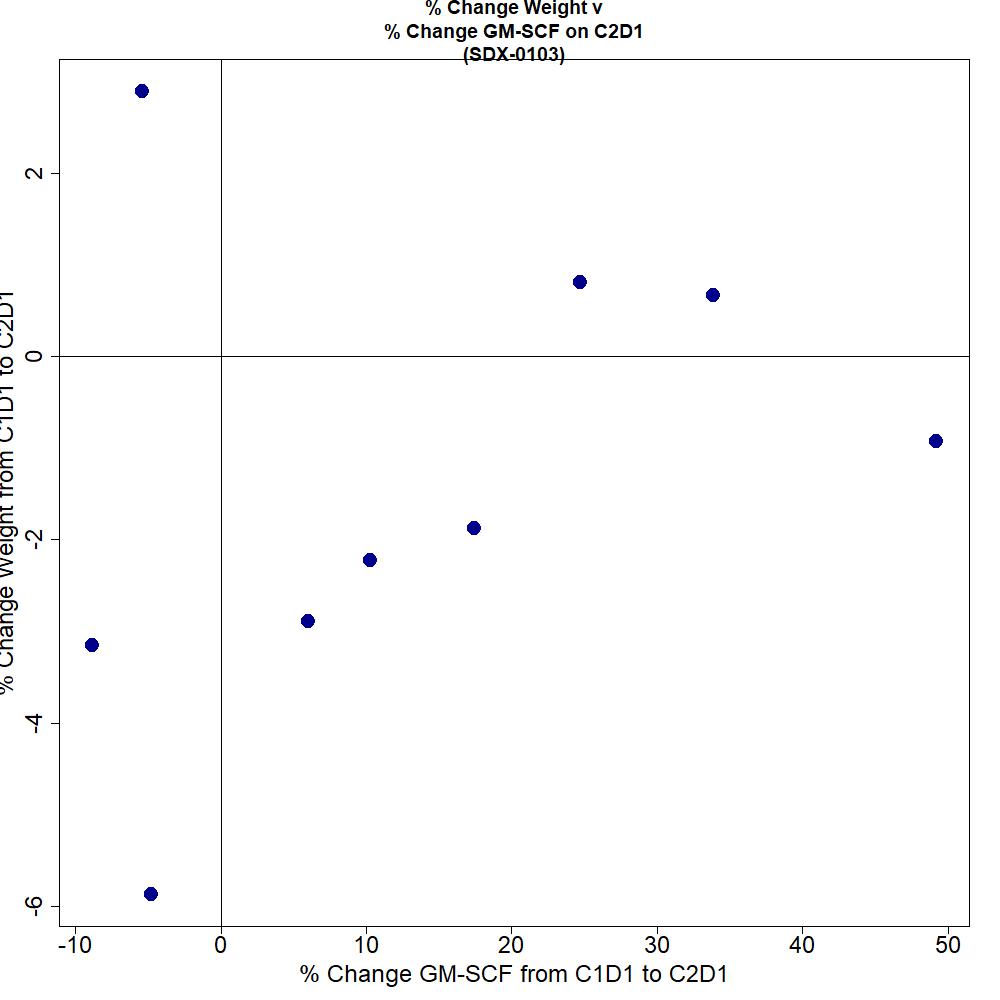 % Change Weight v
% Change GM-SCF on C2D1
(SDX-0103)
% Change Weight from C1D1 to C2D1
2
0
-2
-4
-6
-10 0 10 20 30 40 50
% Change GM-SCF from C1D1 to C2D1